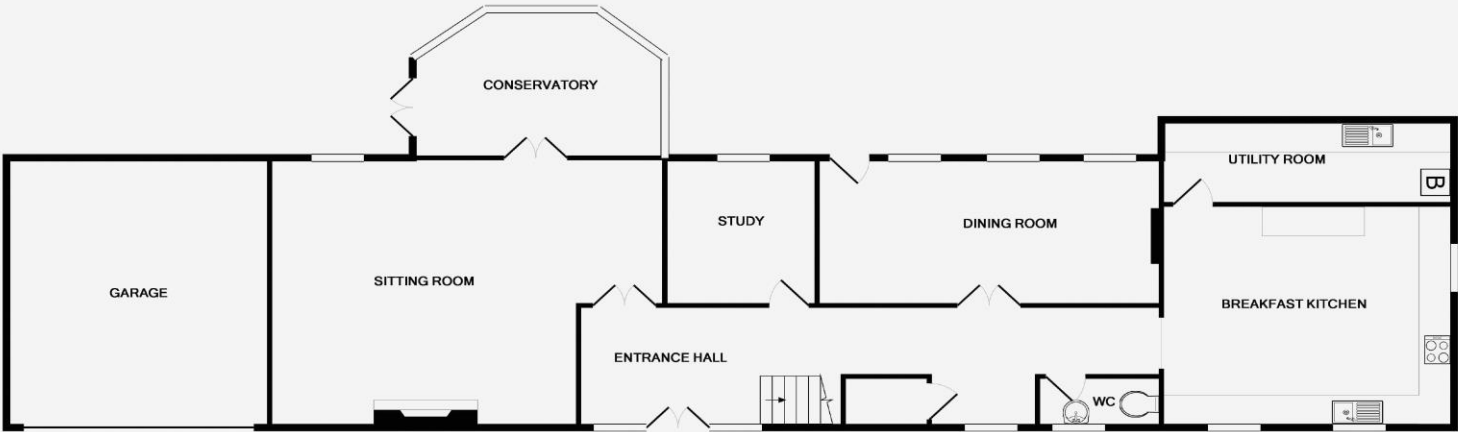 CONSERVATORY
UTILITY ROOM
B
STUDY
DINING ROOM
SITTING ROOM
GARAGE
BREAKFAST KITCHEN
ENTRANCE HALL
WC